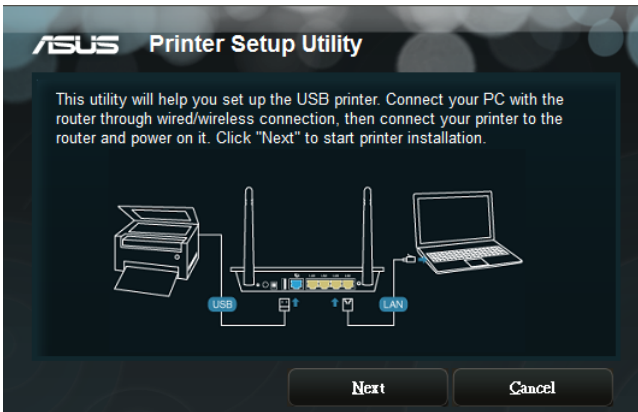 ASUS Printer Setup Utility
This utility will help you set up the USB printer. Connect your PC with the
router through wired/wireless connection, then connect your printer to the
router and power on it. Click "Next" to start printer installation.
USB
LAN
Next
Cancel